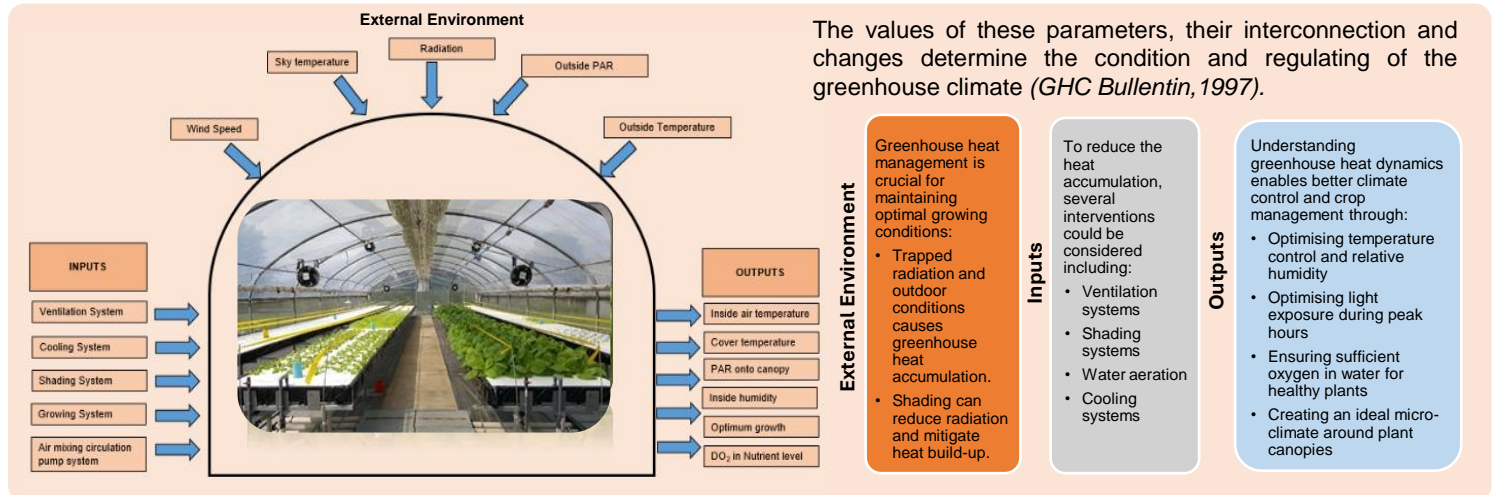 External Environment
Radiation
Sky temperature
Outside PAR
Wind Speed
Outside Temperature
INPUTS
Ventilation System
Cooling System
Shading System
Growing System
Air mixing circulation
pump system
OUTPUTS
Inside air temperature
Cover temperature
PAR onto canopy
Inside humidity
Optimum growth
DO₂ in Nutrient level
The values of these parameters, their interconnection and
changes determine the condition and regulating of the
greenhouse climate (GHC Bullentin,1997).
External Environment
Greenhouse heat
management is
crucial for
maintaining
optimal growing
conditions:
• Trapped
radiation and
outdoor
conditions
causes
greenhouse
heat
accumulation.
• Shading can
reduce radiation
and mitigate
heat build-up.
Inputs
To reduce the
heat
accumulation,
several
interventions
could be
considered
including:
• Ventilation
systems
• Shading
systems
• Water aeration
• Cooling
systems
Outputs
Understanding
greenhouse heat dynamics
enables better climate
control and crop
management through:
• Optimising temperature
control and relative
humidity
• Optimising light
exposure during peak
hours
• Ensuring sufficient
oxygen in water for
healthy plants
• Creating an ideal micro-
climate around plant
canopies